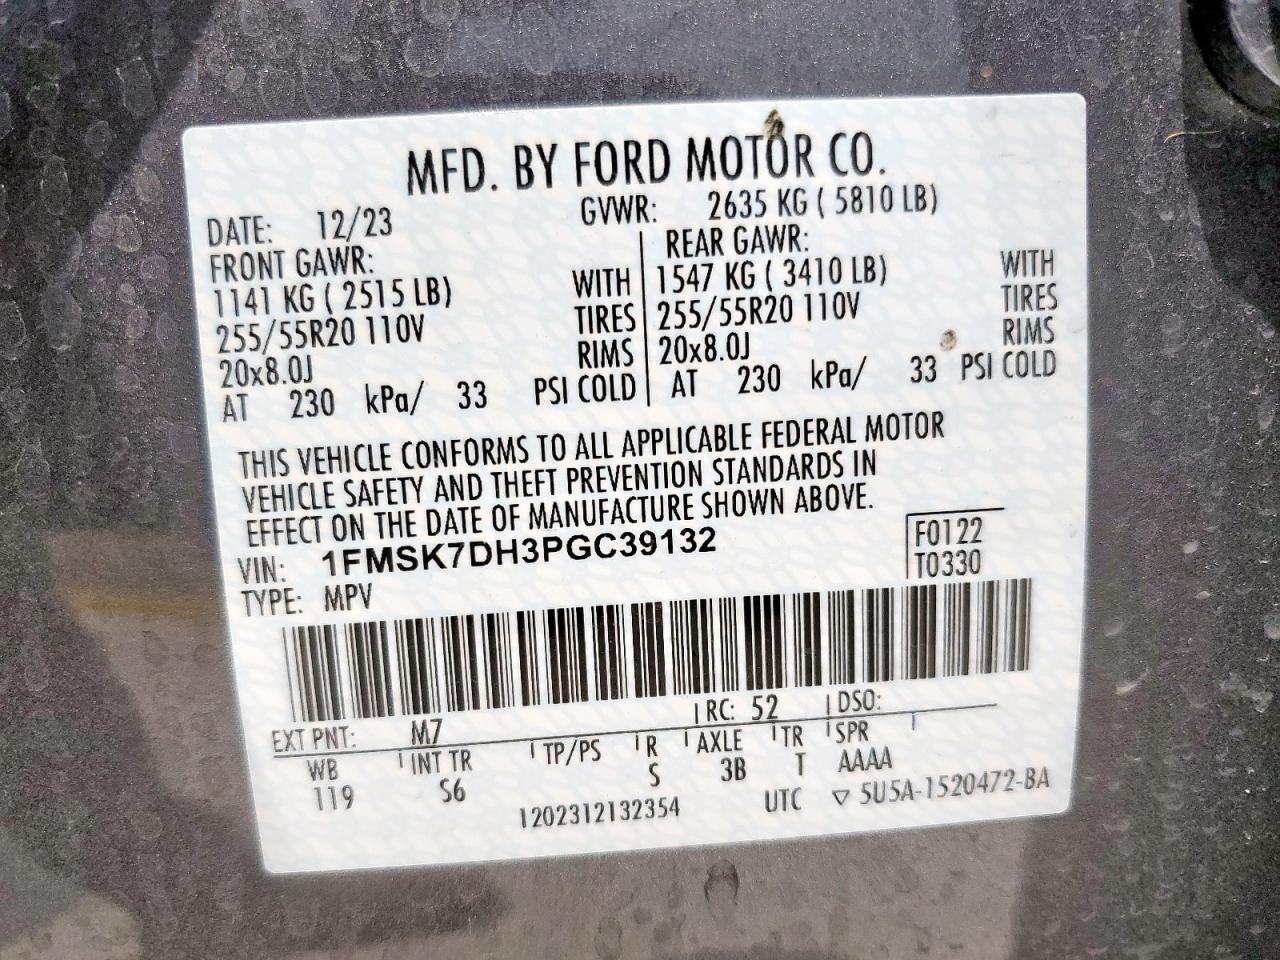 MFD. BY FORD MOTOR CO.
DATE: 12/23 GVWR: 2635 KG ( 5810 LB)
FRONT GAWR: REAR GAWR:
1141 KG ( 2515 LB) WITH 1547 KG ( 3410 LB) WITH
255/55R20 110V TIRES 255/55R20 110V TIRES
20x8.0J RIMS 20x8.0J RIMS
AT 230 kPa/ 33 PSI COLD AT 230 kPa/ 33 PSI COLD
THIS VEHICLE CONFORMS TO ALL APPLICABLE FEDERAL MOTOR
VEHICLE SAFETY AND THEFT PREVENTION STANDARDS IN
EFFECT ON THE DATE OF MANUFACTURE SHOWN ABOVE.
VIN: 1FMSK7DH3PGC39132 F0122
TYPE: MPV T0330
EXT PNT: M7 RC: 52 DSO:
WB INT TR TP/PS R AXLE TR SPR
119 S6 S 3B T AAAA
1202312132354 UTC ▽ 5U5A-1520472-BA